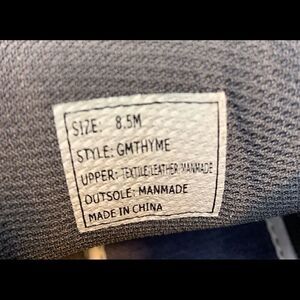 SIZE: 8.5M
STYLE: GMTHYME
UPPER: TEXTILE/LEATHER MANMADE
OUTSOLE: MANMADE
MADE IN CHINA